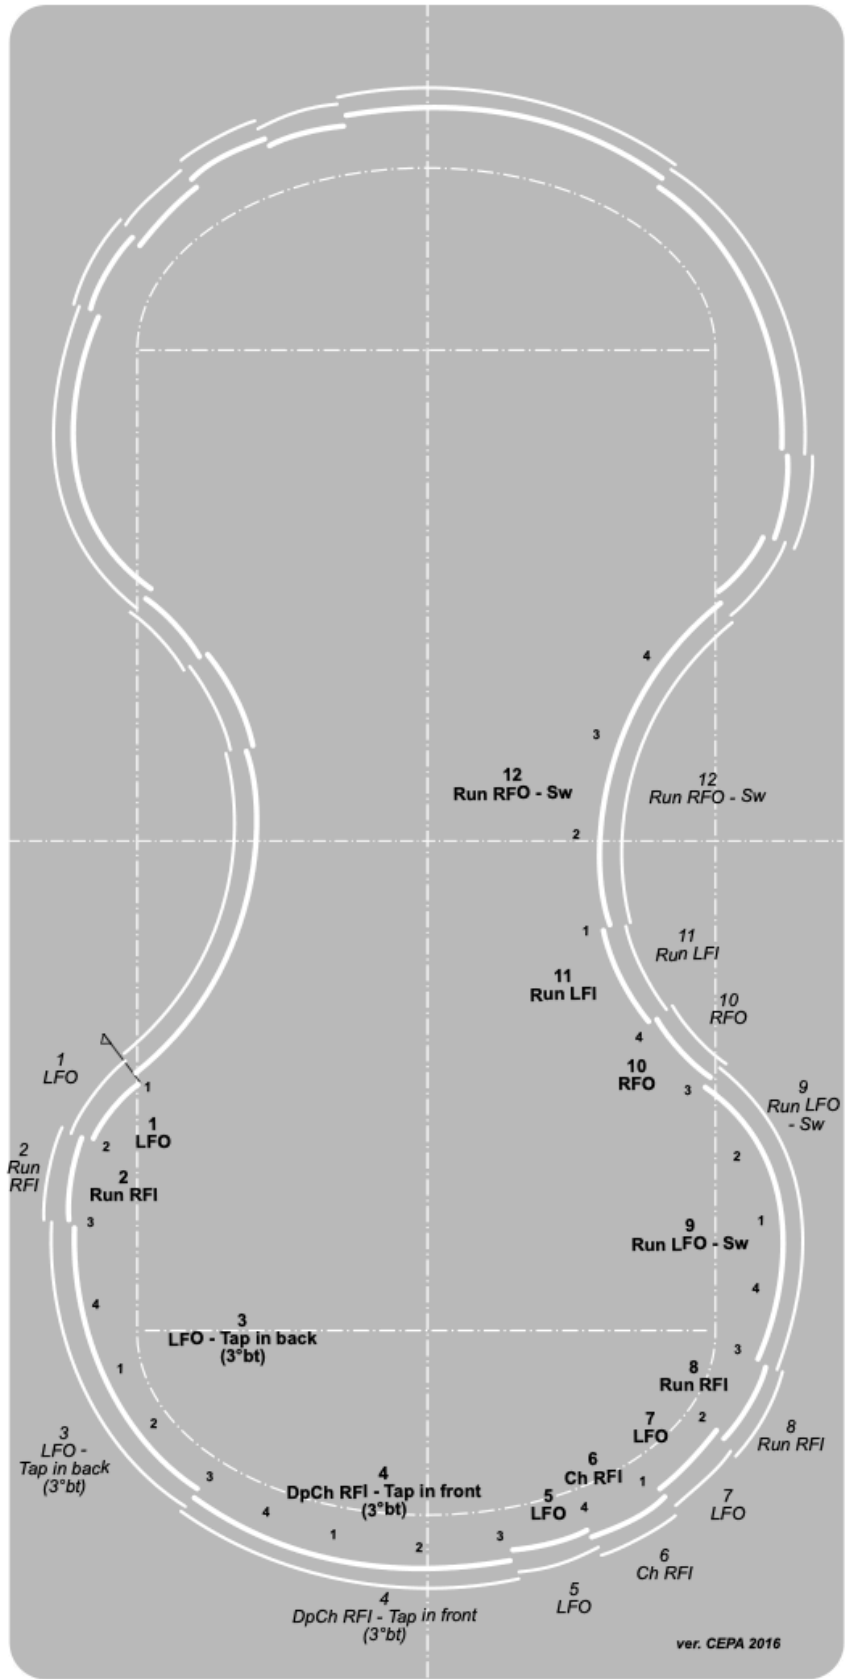 4
3
12
Run RFO - Sw
12
Run RFO - Sw
2
1
11
Run LFI
11
Run LFI
10
RFO
4
10
RFO
3
1
LFO
1
1
LFO
2
9
Run LFO
- Sw
2
2
Run
RFI
2
Run RFI
3
1
9
Run LFO - Sw
4
4
3
LFO - Tap in back
(3°bt)
3
1
8
Run RFI
2
2
7
LFO
8
Run RFI
3
LFO -
Tap in back
(3°bt)
3
6
Ch RFI
1
4
DpCh RFI - Tap in front
(3°bt)
5
LFO
4
7
LFO
4
1
2
3
6
Ch RFI
5
LFO
4
DpCh RFI - Tap in front
(3°bt)
ver. CEPA 2016